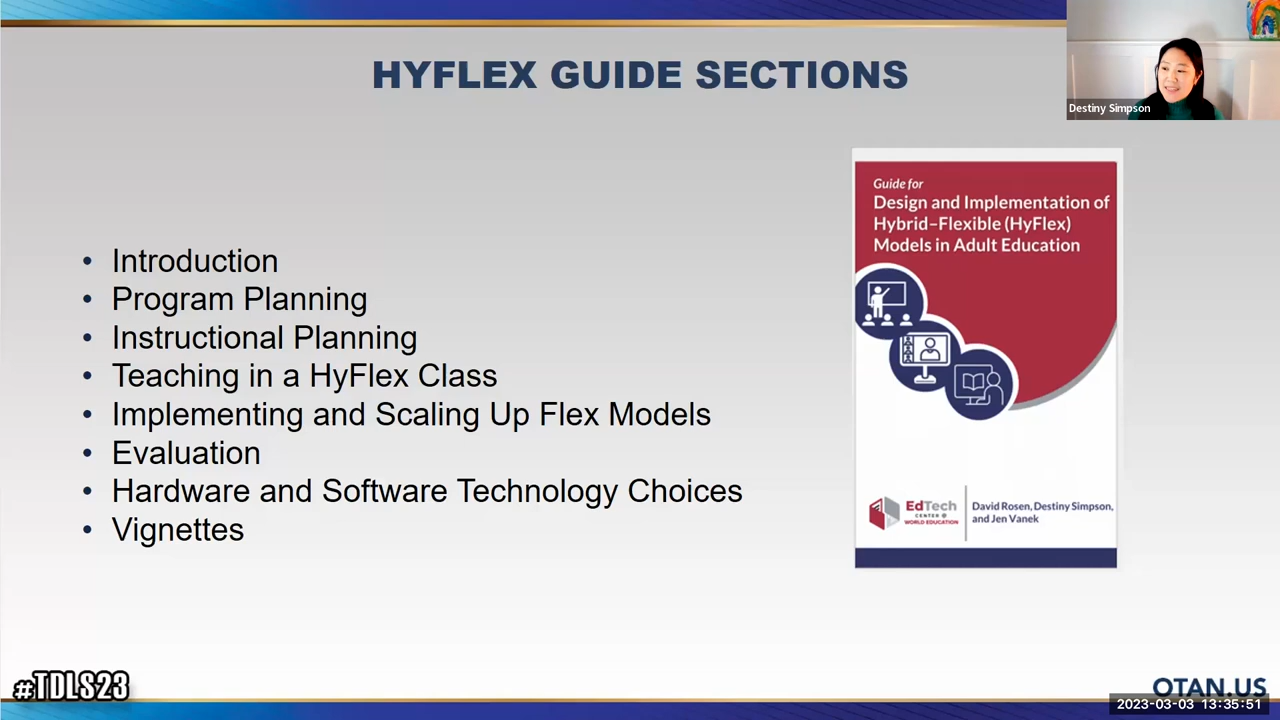 HYFLEX GUIDE SECTIONS
Destiny Simpson
• Introduction
• Program Planning
• Instructional Planning
• Teaching in a HyFlex Class
• Implementing and Scaling Up Flex Models
• Evaluation
• Hardware and Software Technology Choices
• Vignettes
Guide for
Design and Implementation of
Hybrid–Flexible (HyFlex)
Models in Adult Education
EdTech
CENTER @
WORLD EDUCATION
David Rosen, Destiny Simpson,
and Jen Vanek
#TDLS23
OTAN.US
2023-03-03 13:35:51